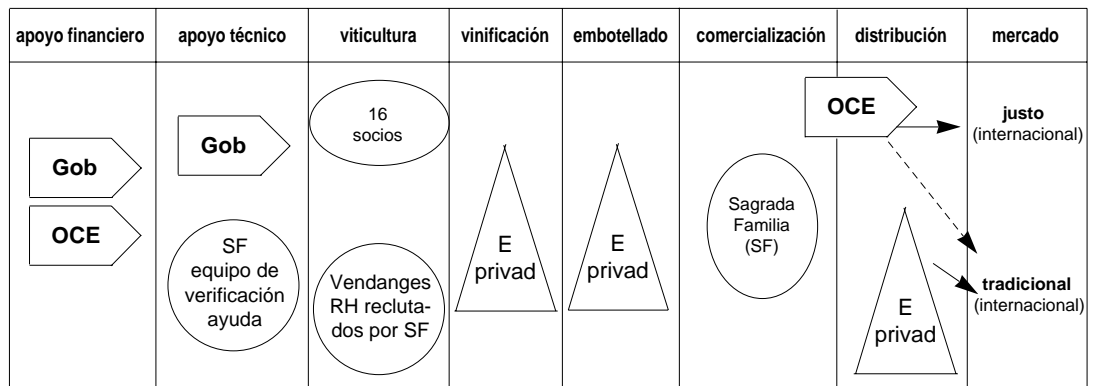 apoyo financiero
apoyo técnico
viticultura
vinificación
embotellado
comercialización
distribución
mercado
Gob
OCE
Gob
SF
equipo de
verificación
ayuda
16
socios
Vendanges
RH recluta-
dos por SF
E
privad
E
privad
Sagrada
Familia
(SF)
OCE
E
privad
justo
(internacional)
tradicional
(internacional)